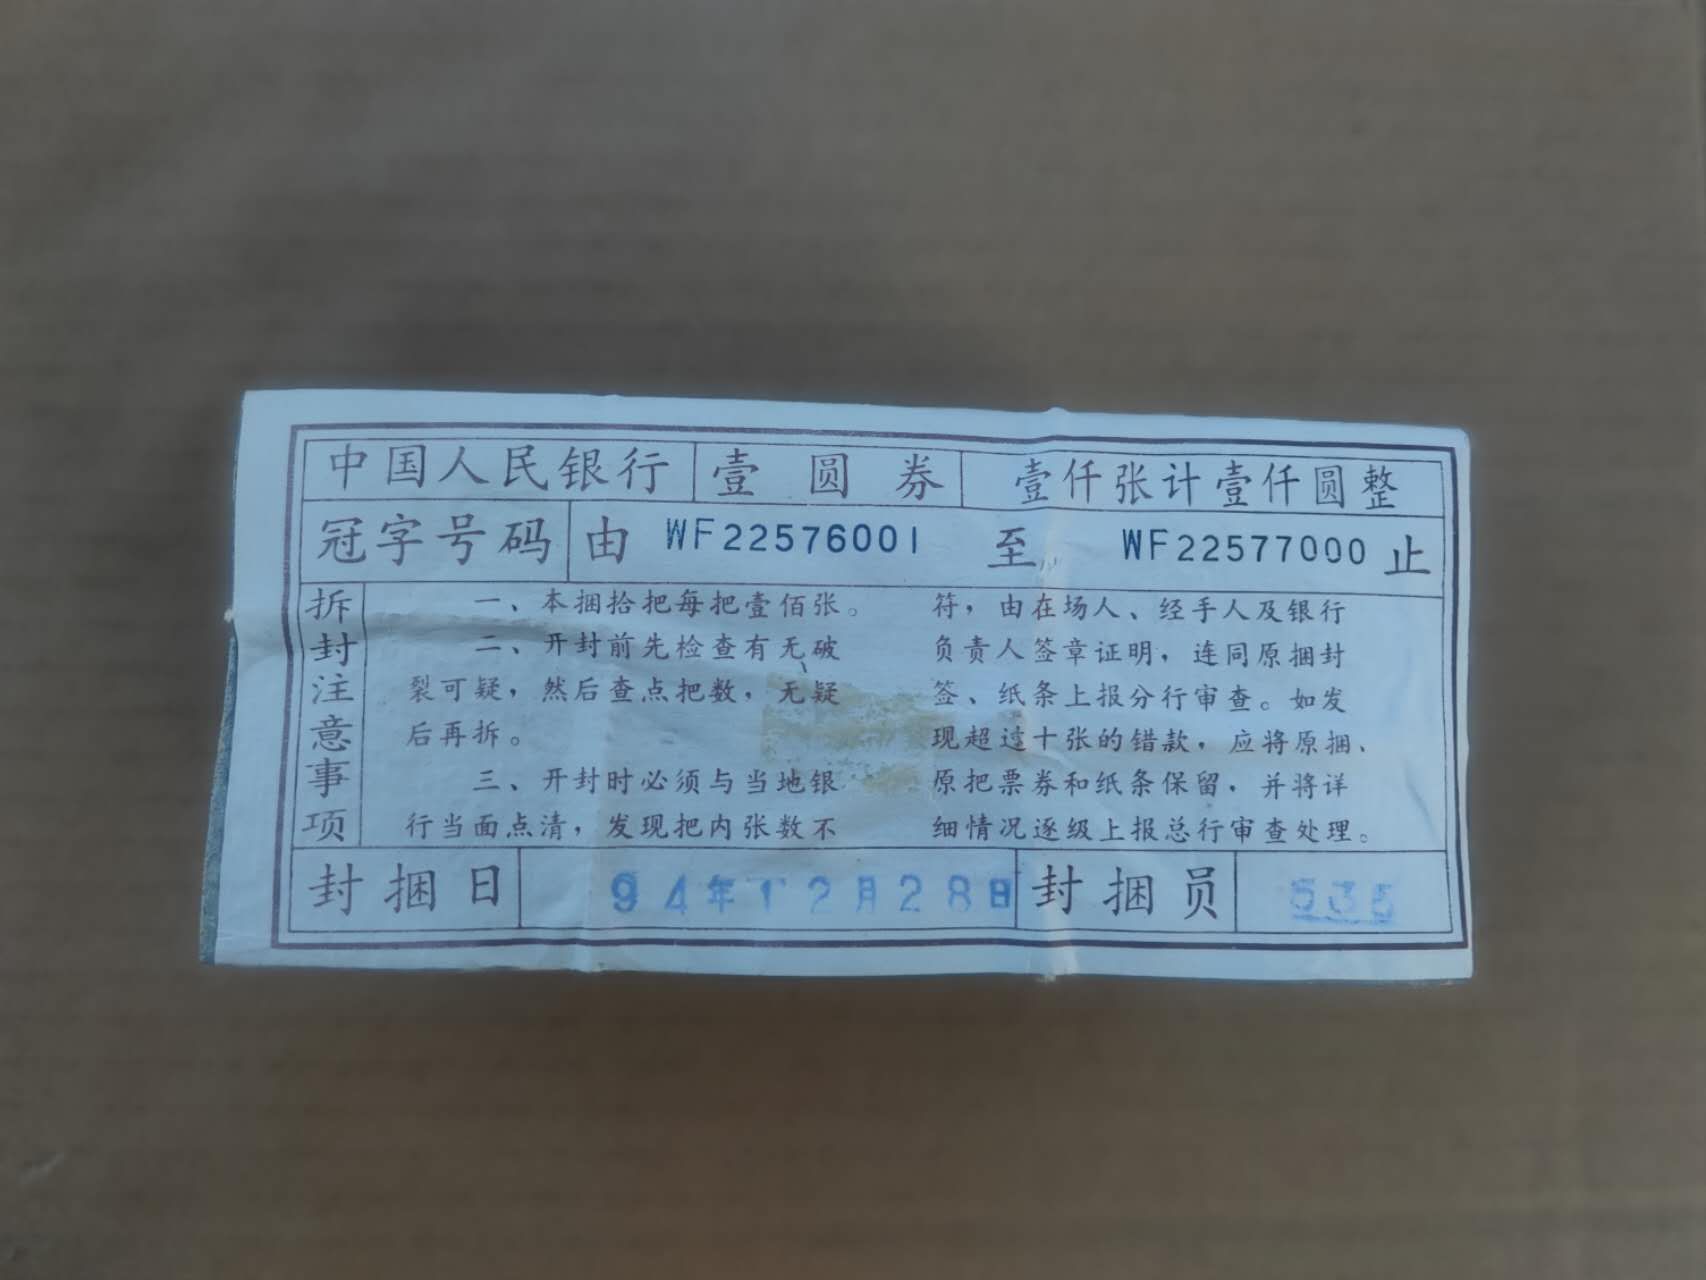 中国人民银行 壹圆券 壹仟张计壹仟圆整
冠字号码 由 WF22576001 至 WF22577000 止
拆封注意事项
一、本捆拾把每把壹佰张。
二、开封前先检查有无破
裂可疑，然后查点把数，无疑
后再拆。
三、开封时必须与当地银
行当面点清，发现把内张数不
符，由在场人、经手人及银行
负责人签章证明，连同原捆封
签、纸条上报分行审查。如发
现超过十张的错款，应将原捆、
原把票券和纸条保留，并将详
细情况逐级上报总行审查处理。
封捆日 94年12月28日 封捆员 535